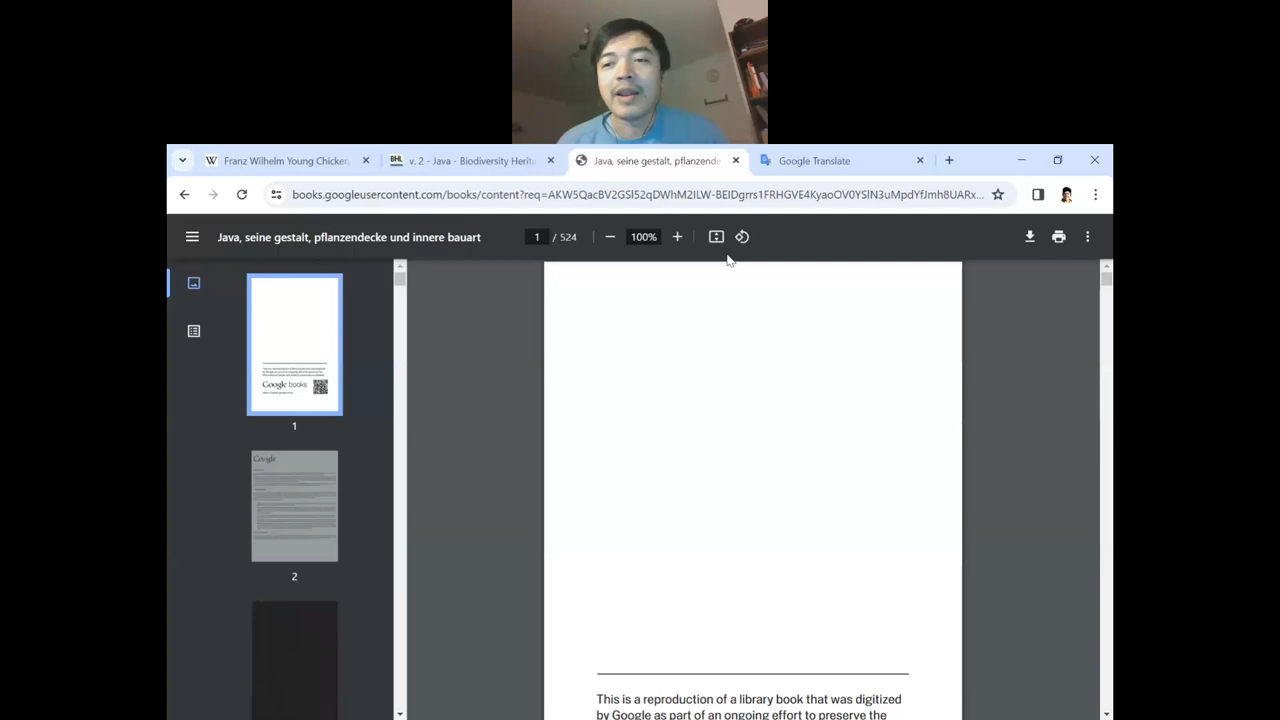 Franz Wilhelm Young Chicken
BHL v. 2 - Java - Biodiversity Herita
Java, seine gestalt, pflanzende
Google Translate
books.googleusercontent.com/books/content?req=AKW5QacBV2GSl52qDWhM2ILW-BEIDgrrs1FRHGVE4KyaoOV0YSlN3uMpdYfJmh8UARx...
Java, seine gestalt, pflanzendecke und innere bauart
1 / 524
100%
Google books
1
Google
2
This is a reproduction of a library book that was digitized
by Google as part of an ongoing effort to preserve the